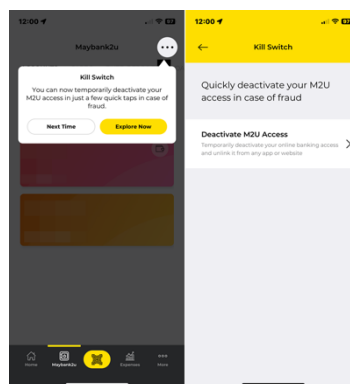 12:00
Maybank2u
Kill Switch
You can now temporarily deactivate your
M2U access in just a few quick taps in case of
fraud.
Next Time
Explore Now
Home
Maybank2u
Expenses
More
12:00
Kill Switch
Quickly deactivate your M2U
access in case of fraud
Deactivate M2U Access
Temporarily deactivate your online banking access
and unlink it from any app or website